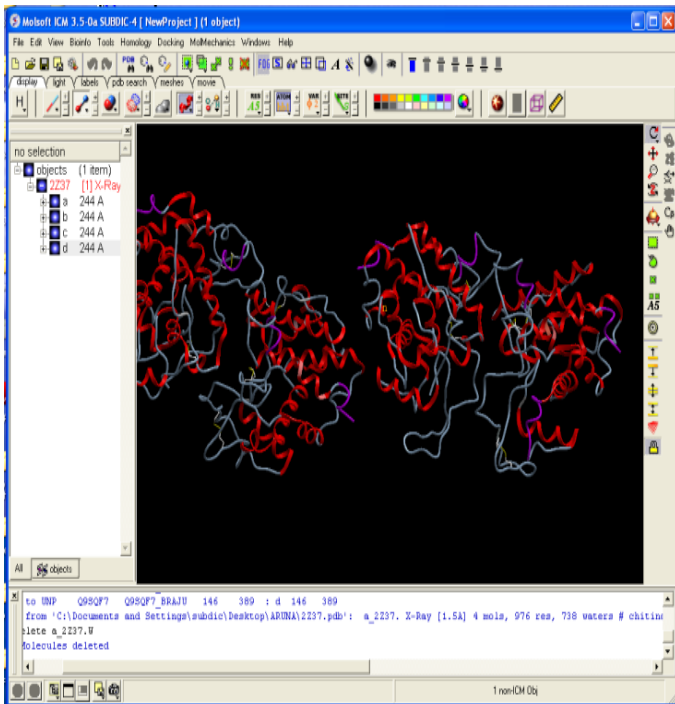 Molsoft ICM 3.5-0a SUBDIC-4 [ NewProject ] (1 object)
File Edit View Bioinfo Tools Homology Docking MolMechanics Windows Help
display light labels pdb search meshes movie
no selection
objects (1 item)
2Z37 [1] X-Ray
a 244 A
b 244 A
c 244 A
d 244 A
All objects
to UNP Q9SQF7 Q9SQF7_BRAJU 146 389 : d 146 389
from 'C:\Documents and Settings\subdic\Desktop\ARUNA\2Z37.pdb': a_2Z37. X-Ray [1.5A] 4 mols, 976 res, 738 waters # chitina
elete a_2Z37.W
Molecules deleted
1 non-ICM Obj